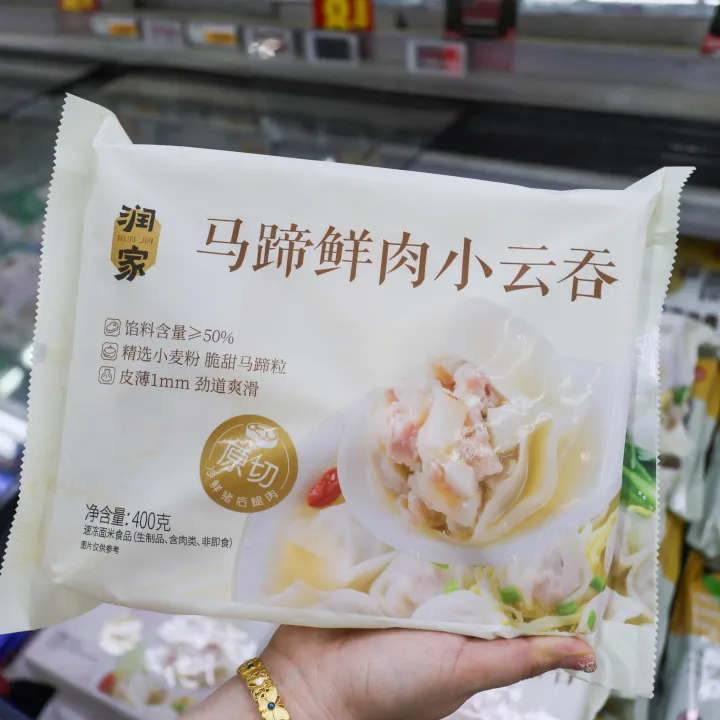 润家
RUN JIA
马蹄鲜肉小云吞
馅料含量≥50%
精选小麦粉 脆甜马蹄粒
皮薄1mm 劲道爽滑
原切
冷鲜猪后腿肉
净含量:400克
速冻面米食品(生制品、含肉类、非即食)
图片仅供参考